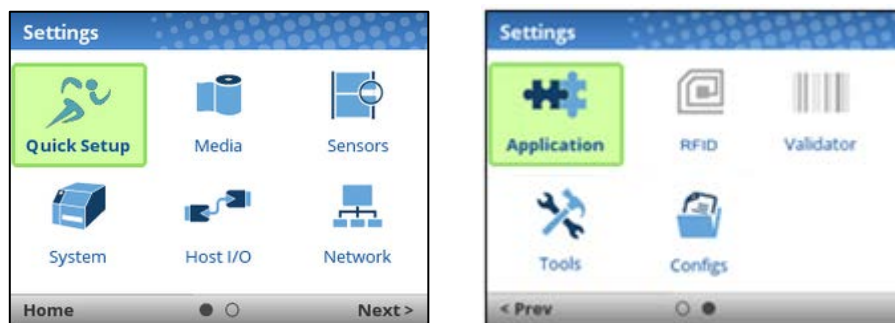 Settings
Quick Setup Media Sensors
System Host I/O Network
Home Next >
Settings
Application RFID Validator
Tools Configs
< Prev